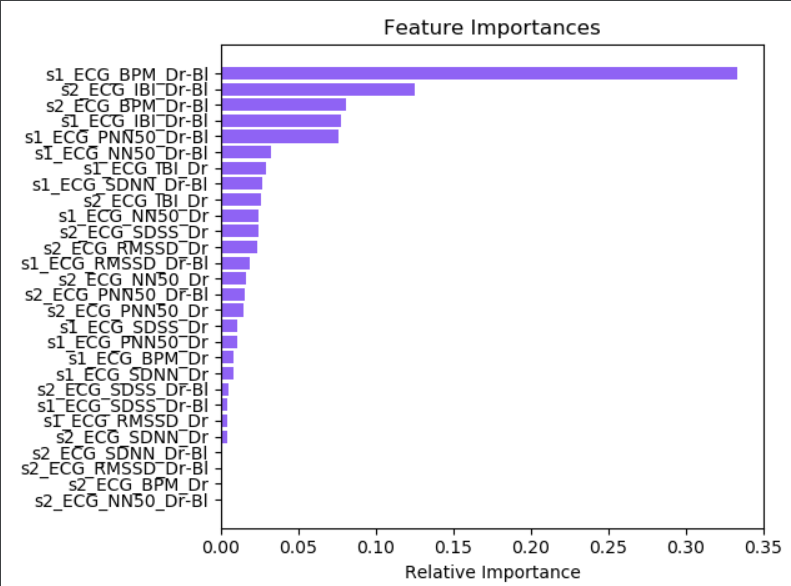 Feature Importances
s1_ECG_BPM_Dr-Bl
s2_ECG_IBI_Dr-Bl
s2_ECG_BPM_Dr-Bl
s1_ECG_IBI_Dr-Bl
s1_ECG_PNN50_Dr-Bl
s1_ECG_NN50_Dr-Bl
s1_ECG_IBI_Dr
s1_ECG_SDNN_Dr-Bl
s2_ECG_IBI_Dr
s1_ECG_NN50_Dr
s2_ECG_SDSS_Dr
s2_ECG_RMSSD_Dr
s1_ECG_RMSSD_Dr-Bl
s2_ECG_NN50_Dr
s2_ECG_PNN50_Dr-Bl
s2_ECG_PNN50_Dr
s1_ECG_SDSS_Dr
s1_ECG_PNN50_Dr
s1_ECG_BPM_Dr
s1_ECG_SDNN_Dr
s2_ECG_SDSS_Dr-Bl
s1_ECG_SDSS_Dr-Bl
s1_ECG_RMSSD_Dr
s2_ECG_SDNN_Dr
s2_ECG_SDNN_Dr-Bl
s2_ECG_RMSSD_Dr-Bl
s2_ECG_BPM_Dr
s2_ECG_NN50_Dr-Bl
0.00 0.05 0.10 0.15 0.20 0.25 0.30 0.35
Relative Importance